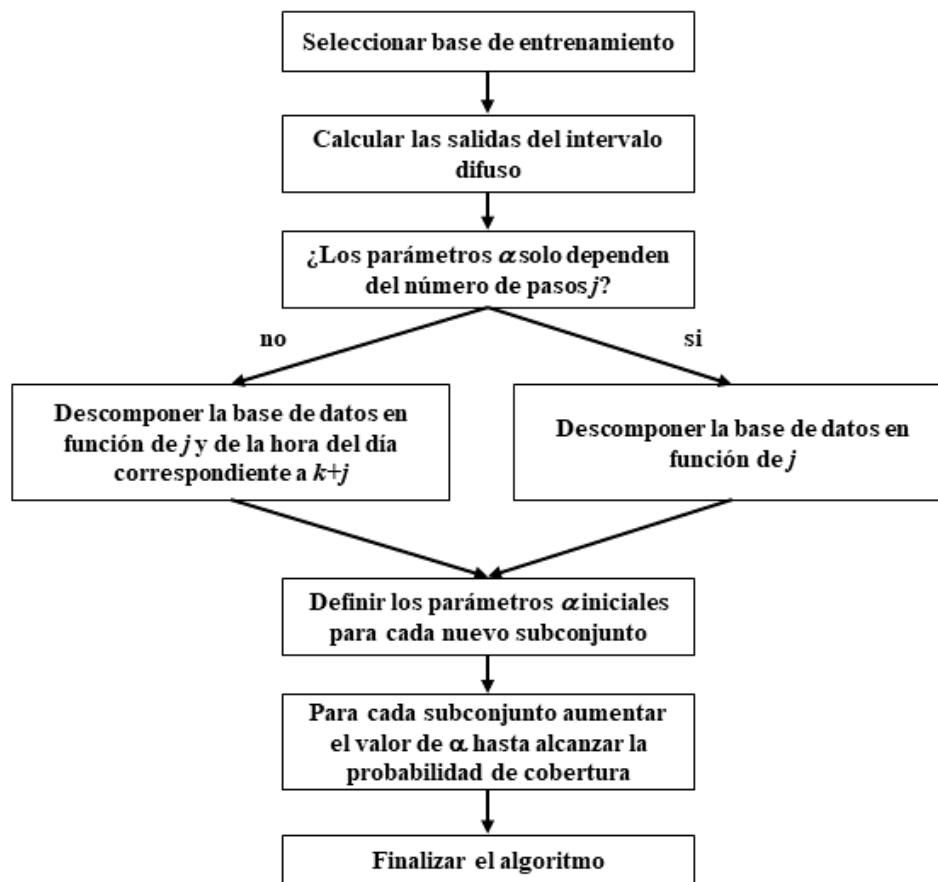 Seleccionar base de entrenamiento
Calcular las salidas del intervalo
difuso
¿Los parámetros α solo dependen
del número de pasos j?
no
si
Descomponer la base de datos en
función de j y de la hora del día
correspondiente a k+j
Descomponer la base de datos en
función de j
Definir los parámetros α iniciales
para cada nuevo subconjunto
Para cada subconjunto aumentar
el valor de α hasta alcanzar la
probabilidad de cobertura
Finalizar el algoritmo